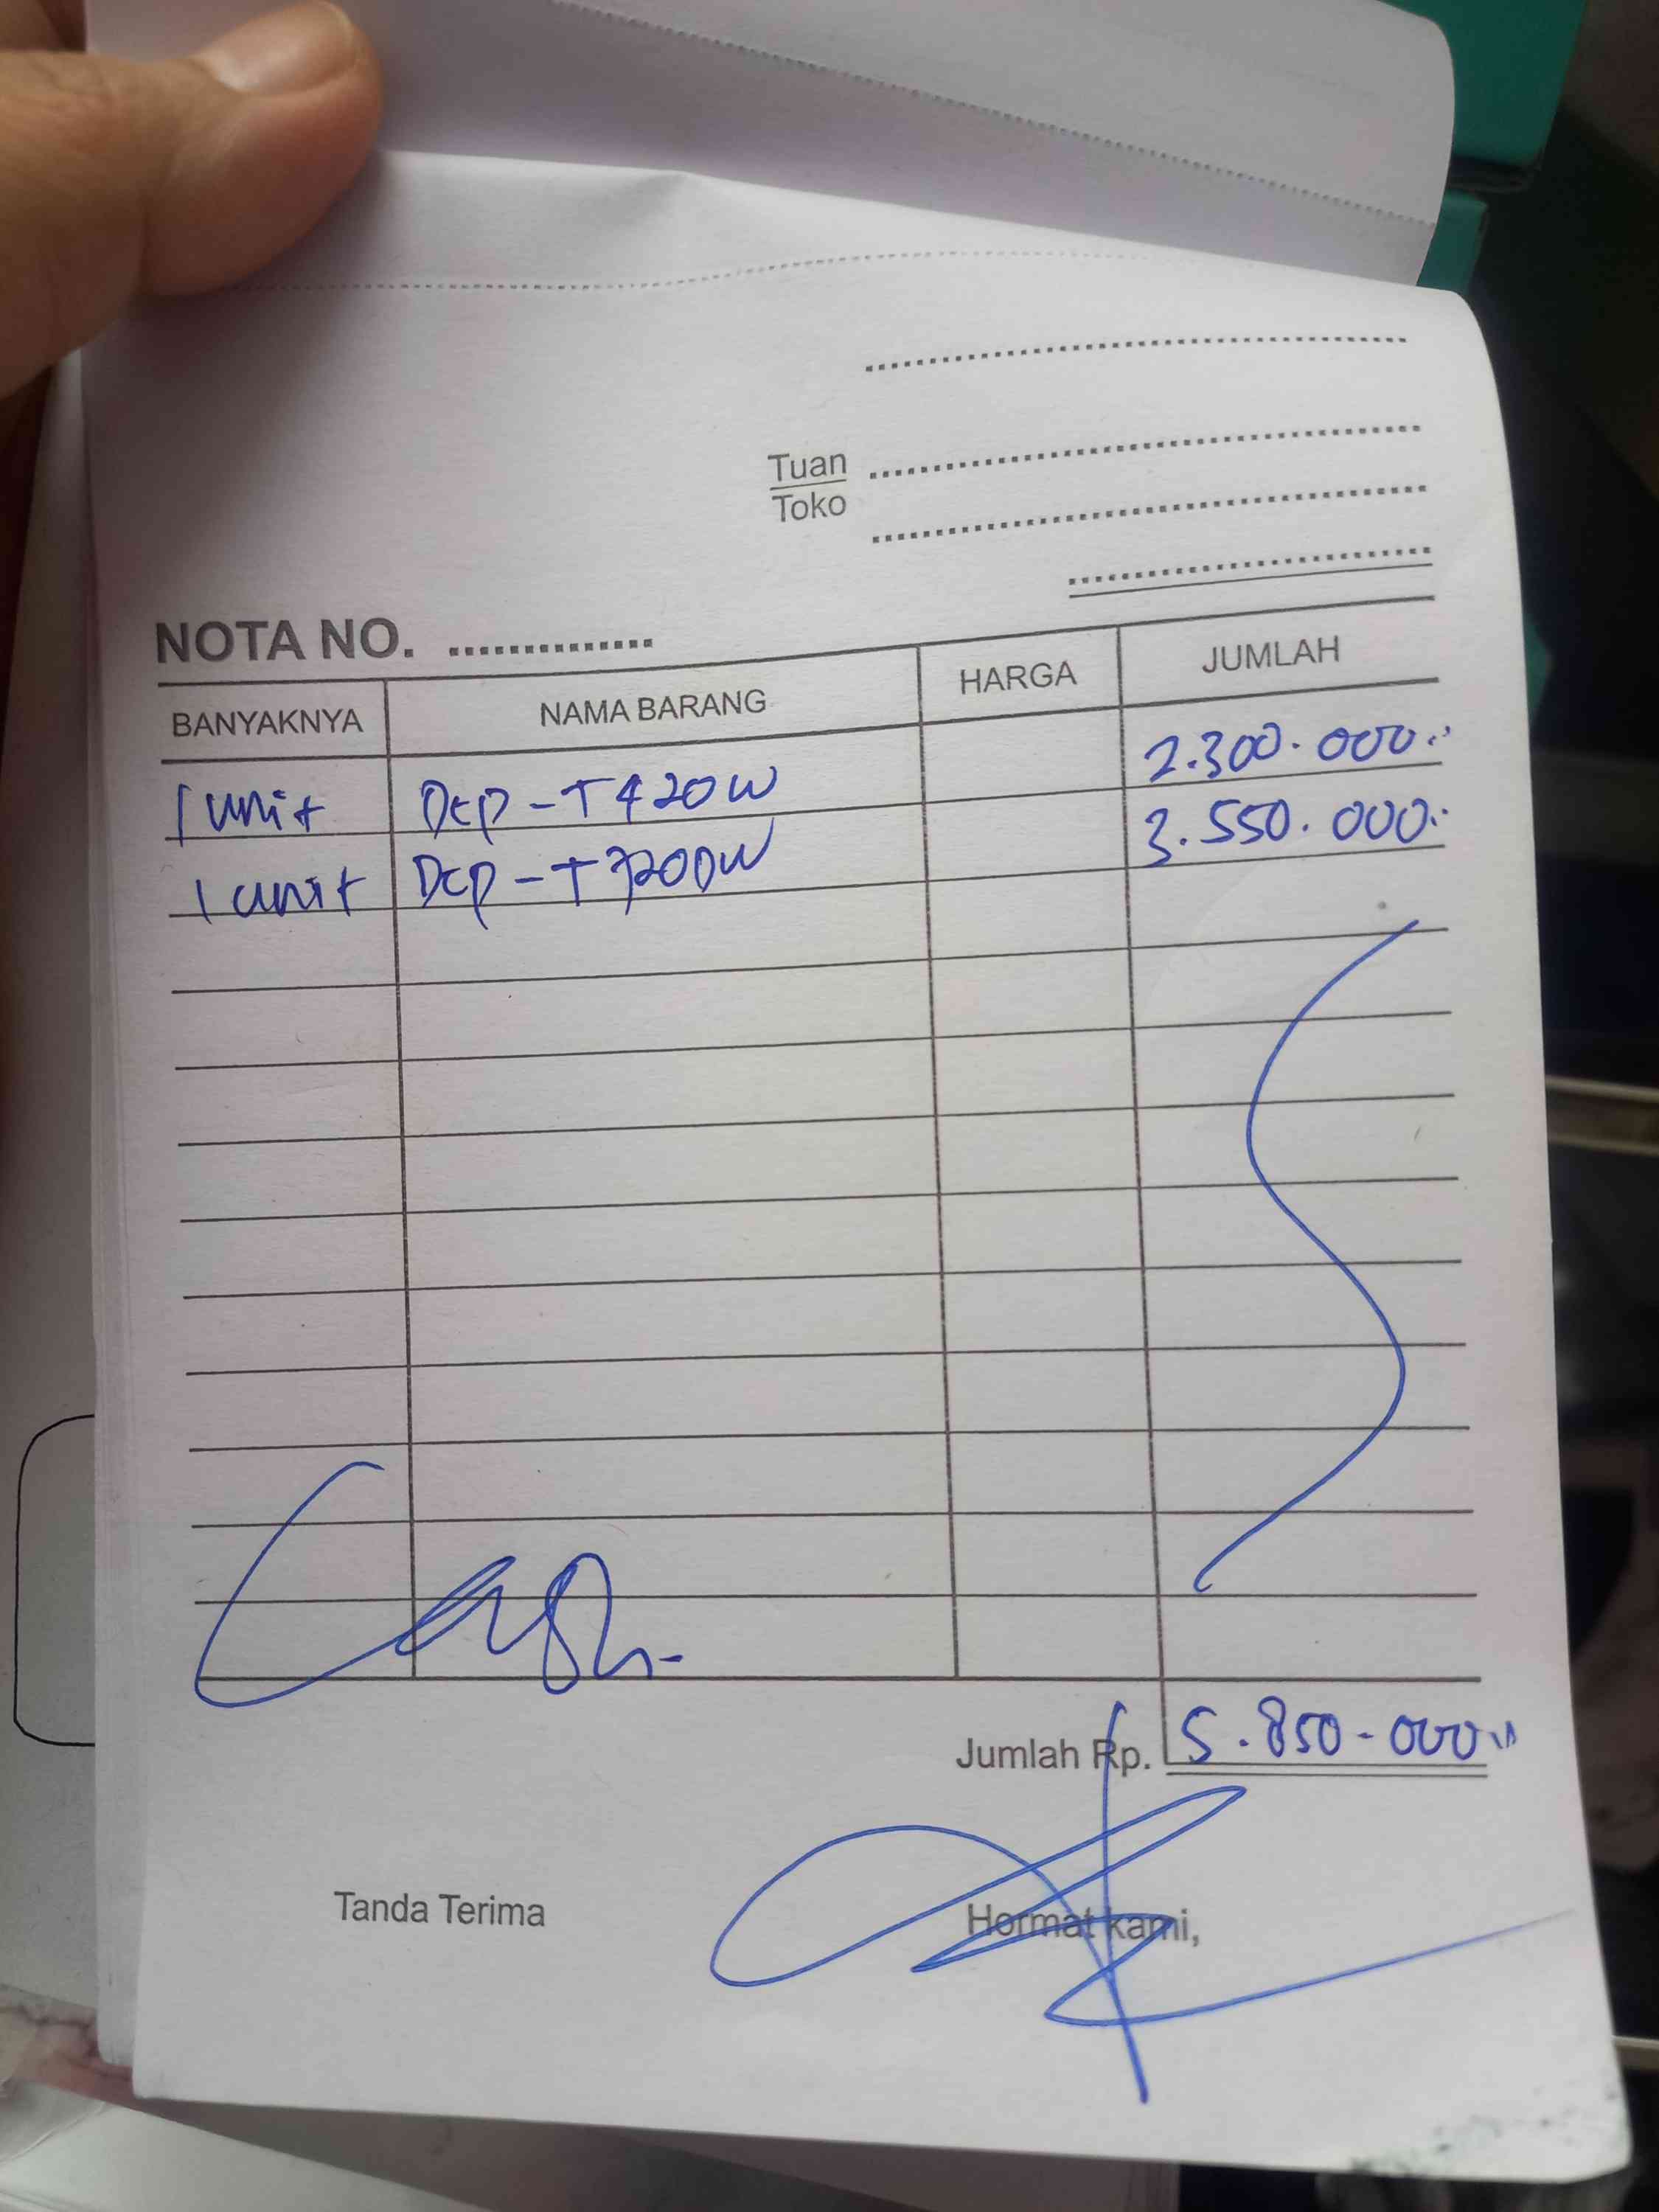 Tuan
Toko
NOTA NO. ..............
BANYAKNYA NAMA BARANG HARGA JUMLAH
1 unit DCP-T420W 2.300.000.-
1 unit DCP-T720DW 3.550.000.-
Cash
Jumlah Rp. 5.850.000
Tanda Terima Hormat kami,